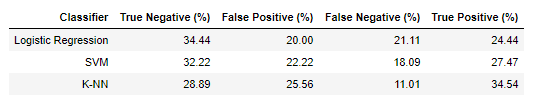 Classifier True Negative (%) False Positive (%) False Negative (%) True Positive (%)
Logistic Regression 34.44 20.00 21.11 24.44
SVM 32.22 22.22 18.09 27.47
K-NN 28.89 25.56 11.01 34.54